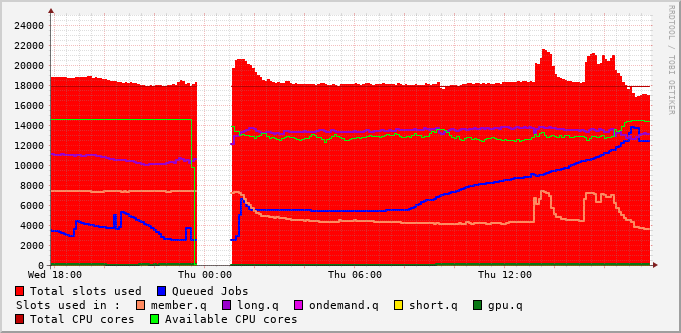 24000
22000
20000
18000
16000
14000
12000
10000
8000
6000
4000
2000
0
Wed 18:00 Thu 00:00 Thu 06:00 Thu 12:00
RRDTOOL / TOBI OETIKER
Total slots used Queued Jobs
Slots used in : member.q long.q ondemand.q short.q gpu.q
Total CPU cores Available CPU cores